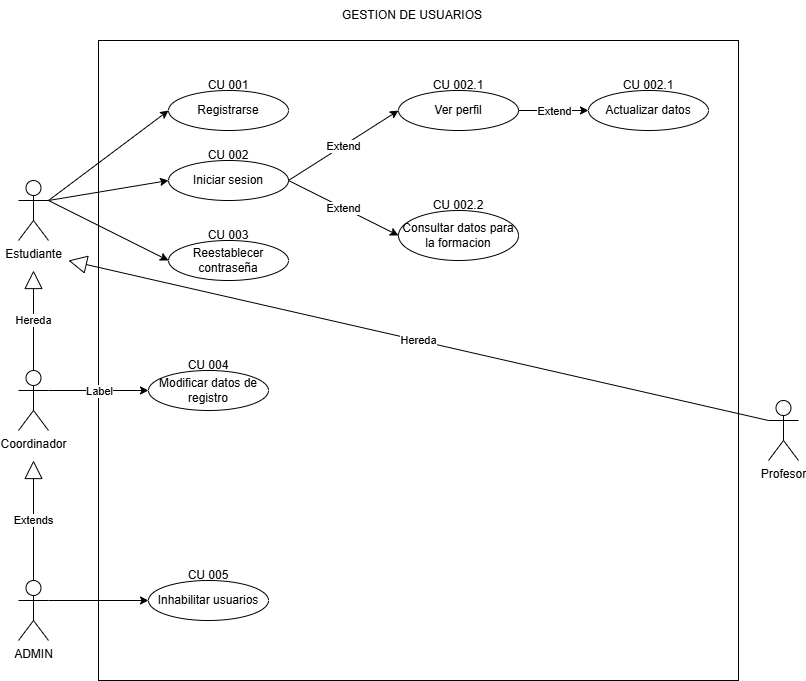 GESTION DE USUARIOS
CU 001
Registrarse
CU 002.1
Ver perfil
Extend
CU 002.1
Actualizar datos
Extend
CU 002
Iniciar sesion
Extend
CU 002.2
Consultar datos para
la formacion
CU 003
Reestablecer
contraseña
Estudiante
Hereda
Hereda
CU 004
Modificar datos de
registro
Label
Coordinador
Profesor
Extends
CU 005
Inhabilitar usuarios
ADMIN